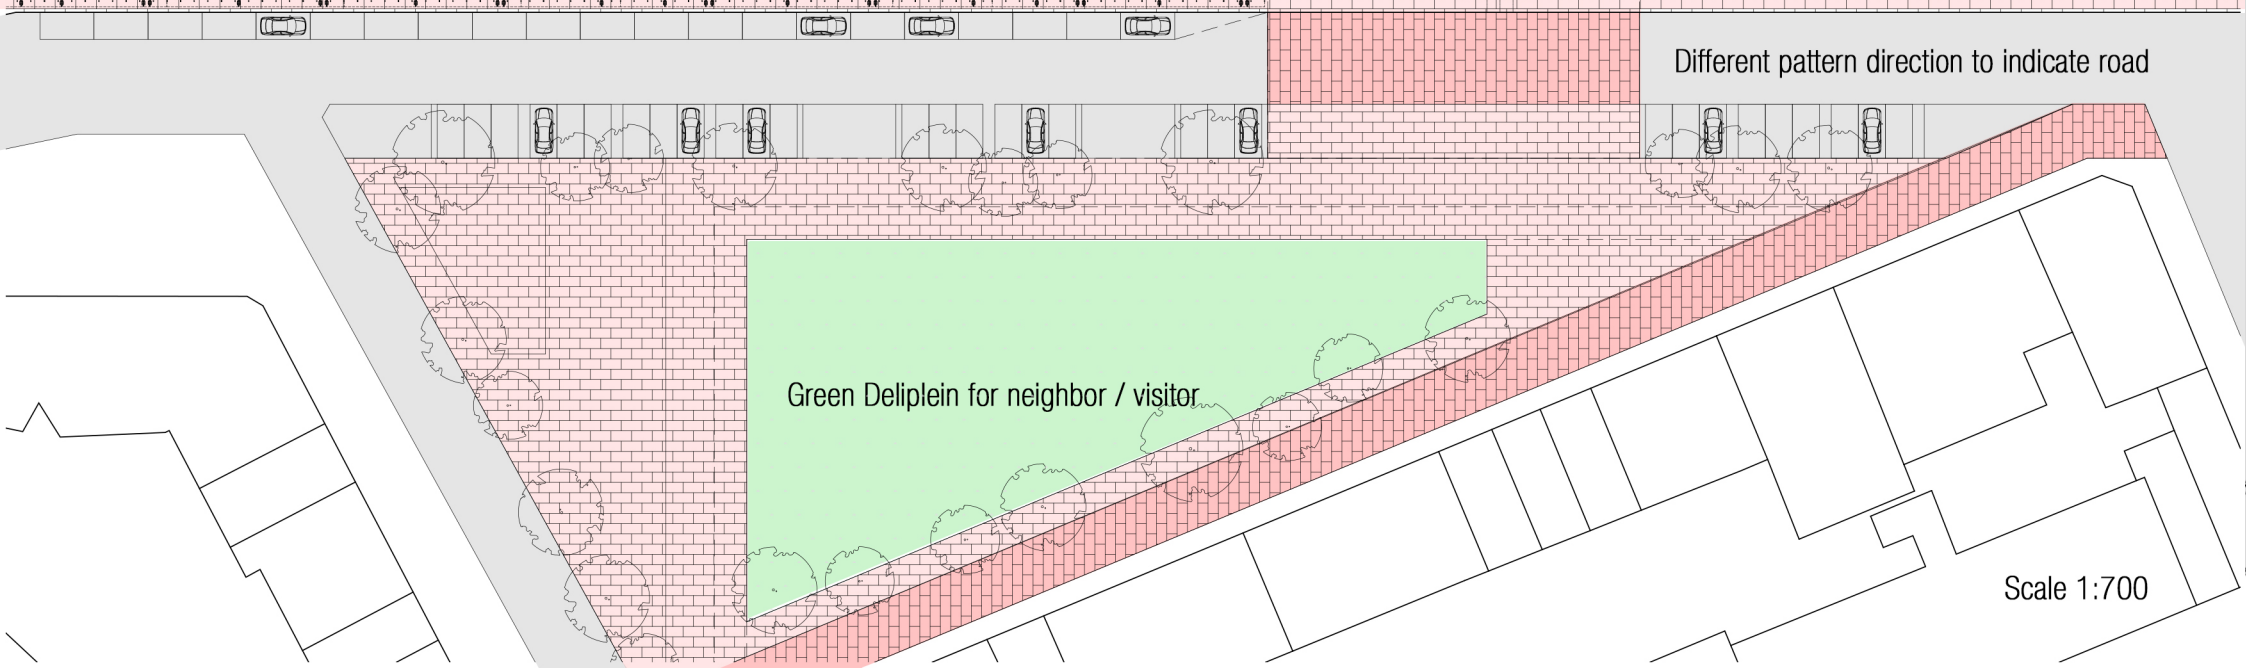 Different pattern direction to indicate road
Green Deliplein for neighbor / visitor
Scale 1:700